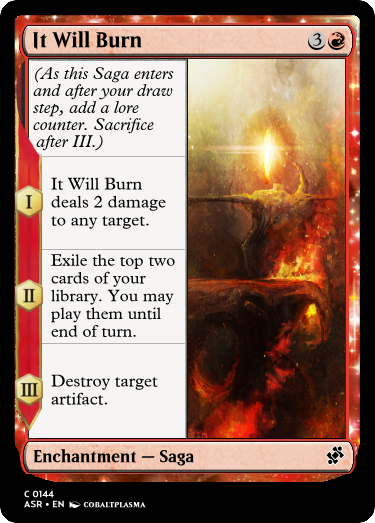 It Will Burn 3
(As this Saga enters
and after your draw
step, add a lore
counter. Sacrifice
after III.)
I
It Will Burn
deals 2 damage
to any target.
II
Exile the top two
cards of your
library. You may
play them until
end of turn.
III
Destroy target
artifact.
Enchantment — Saga
C 0144
ASR • EN COBALTPLASMA